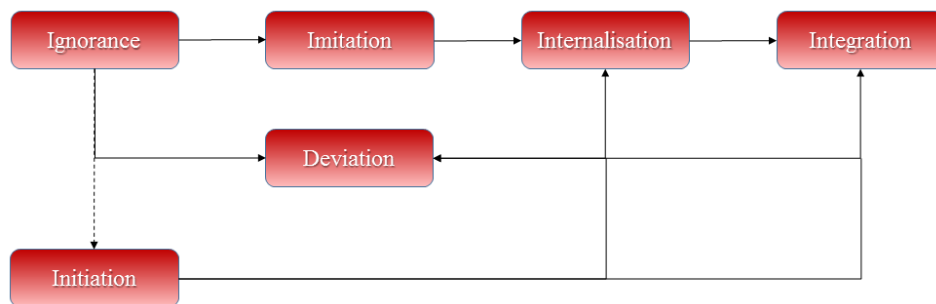 Ignorance
Imitation
Internalisation
Integration
Deviation
Initiation